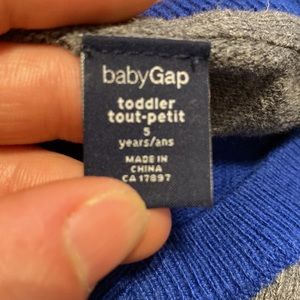 babyGap
toddler
tout-petit
5
years/ans
MADE IN
CHINA
CA 17897